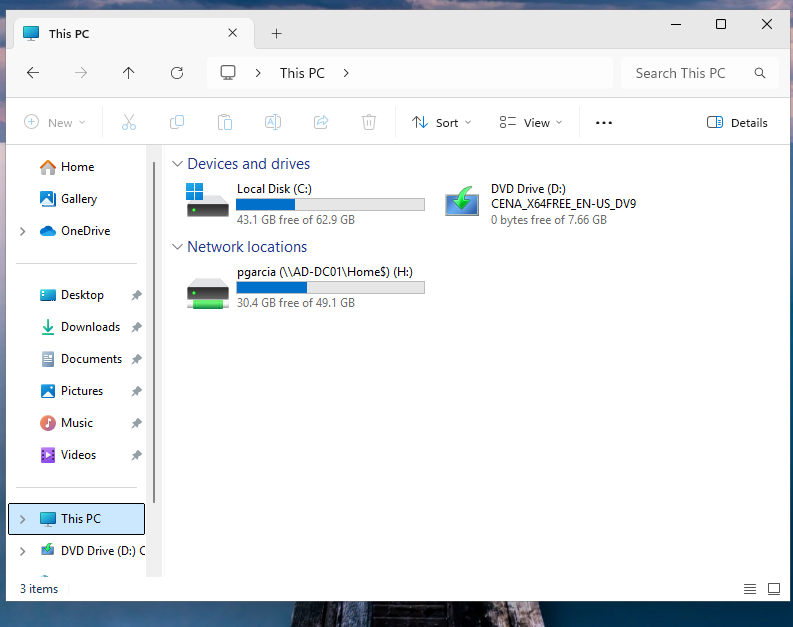 This PC
This PC
Search This PC
New
Sort
View
Details
Home
Gallery
OneDrive
Desktop
Downloads
Documents
Pictures
Music
Videos
This PC
DVD Drive (D:) C
Devices and drives
Local Disk (C:)
43.1 GB free of 62.9 GB
DVD Drive (D:)
CENA_X64FREE_EN-US_DV9
0 bytes free of 7.66 GB
Network locations
pgarcia (\\AD-DC01\Home$) (H:)
30.4 GB free of 49.1 GB
3 items